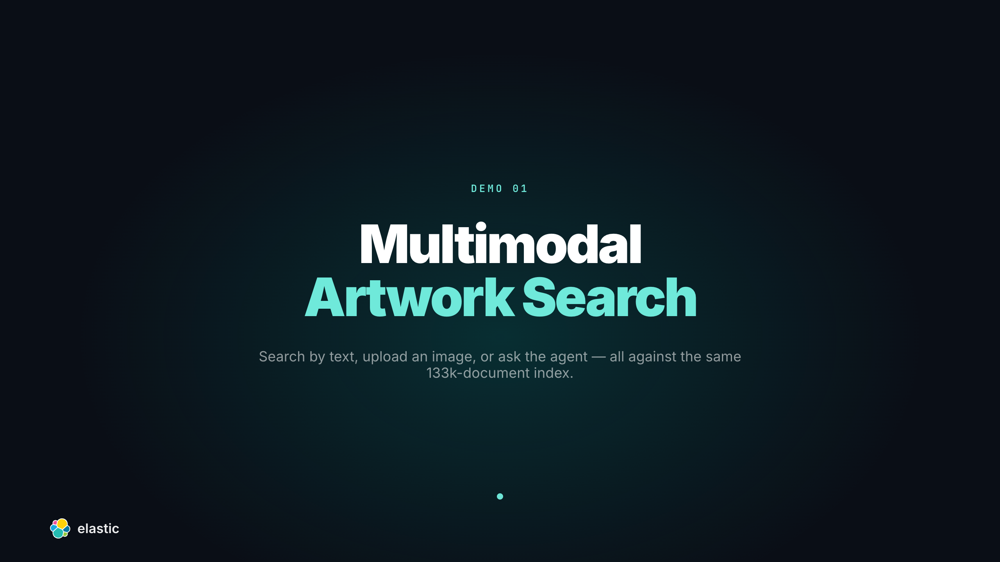 DEMO 01
Multimodal
Artwork Search
Search by text, upload an image, or ask the agent — all against the same
133k-document index.
elastic